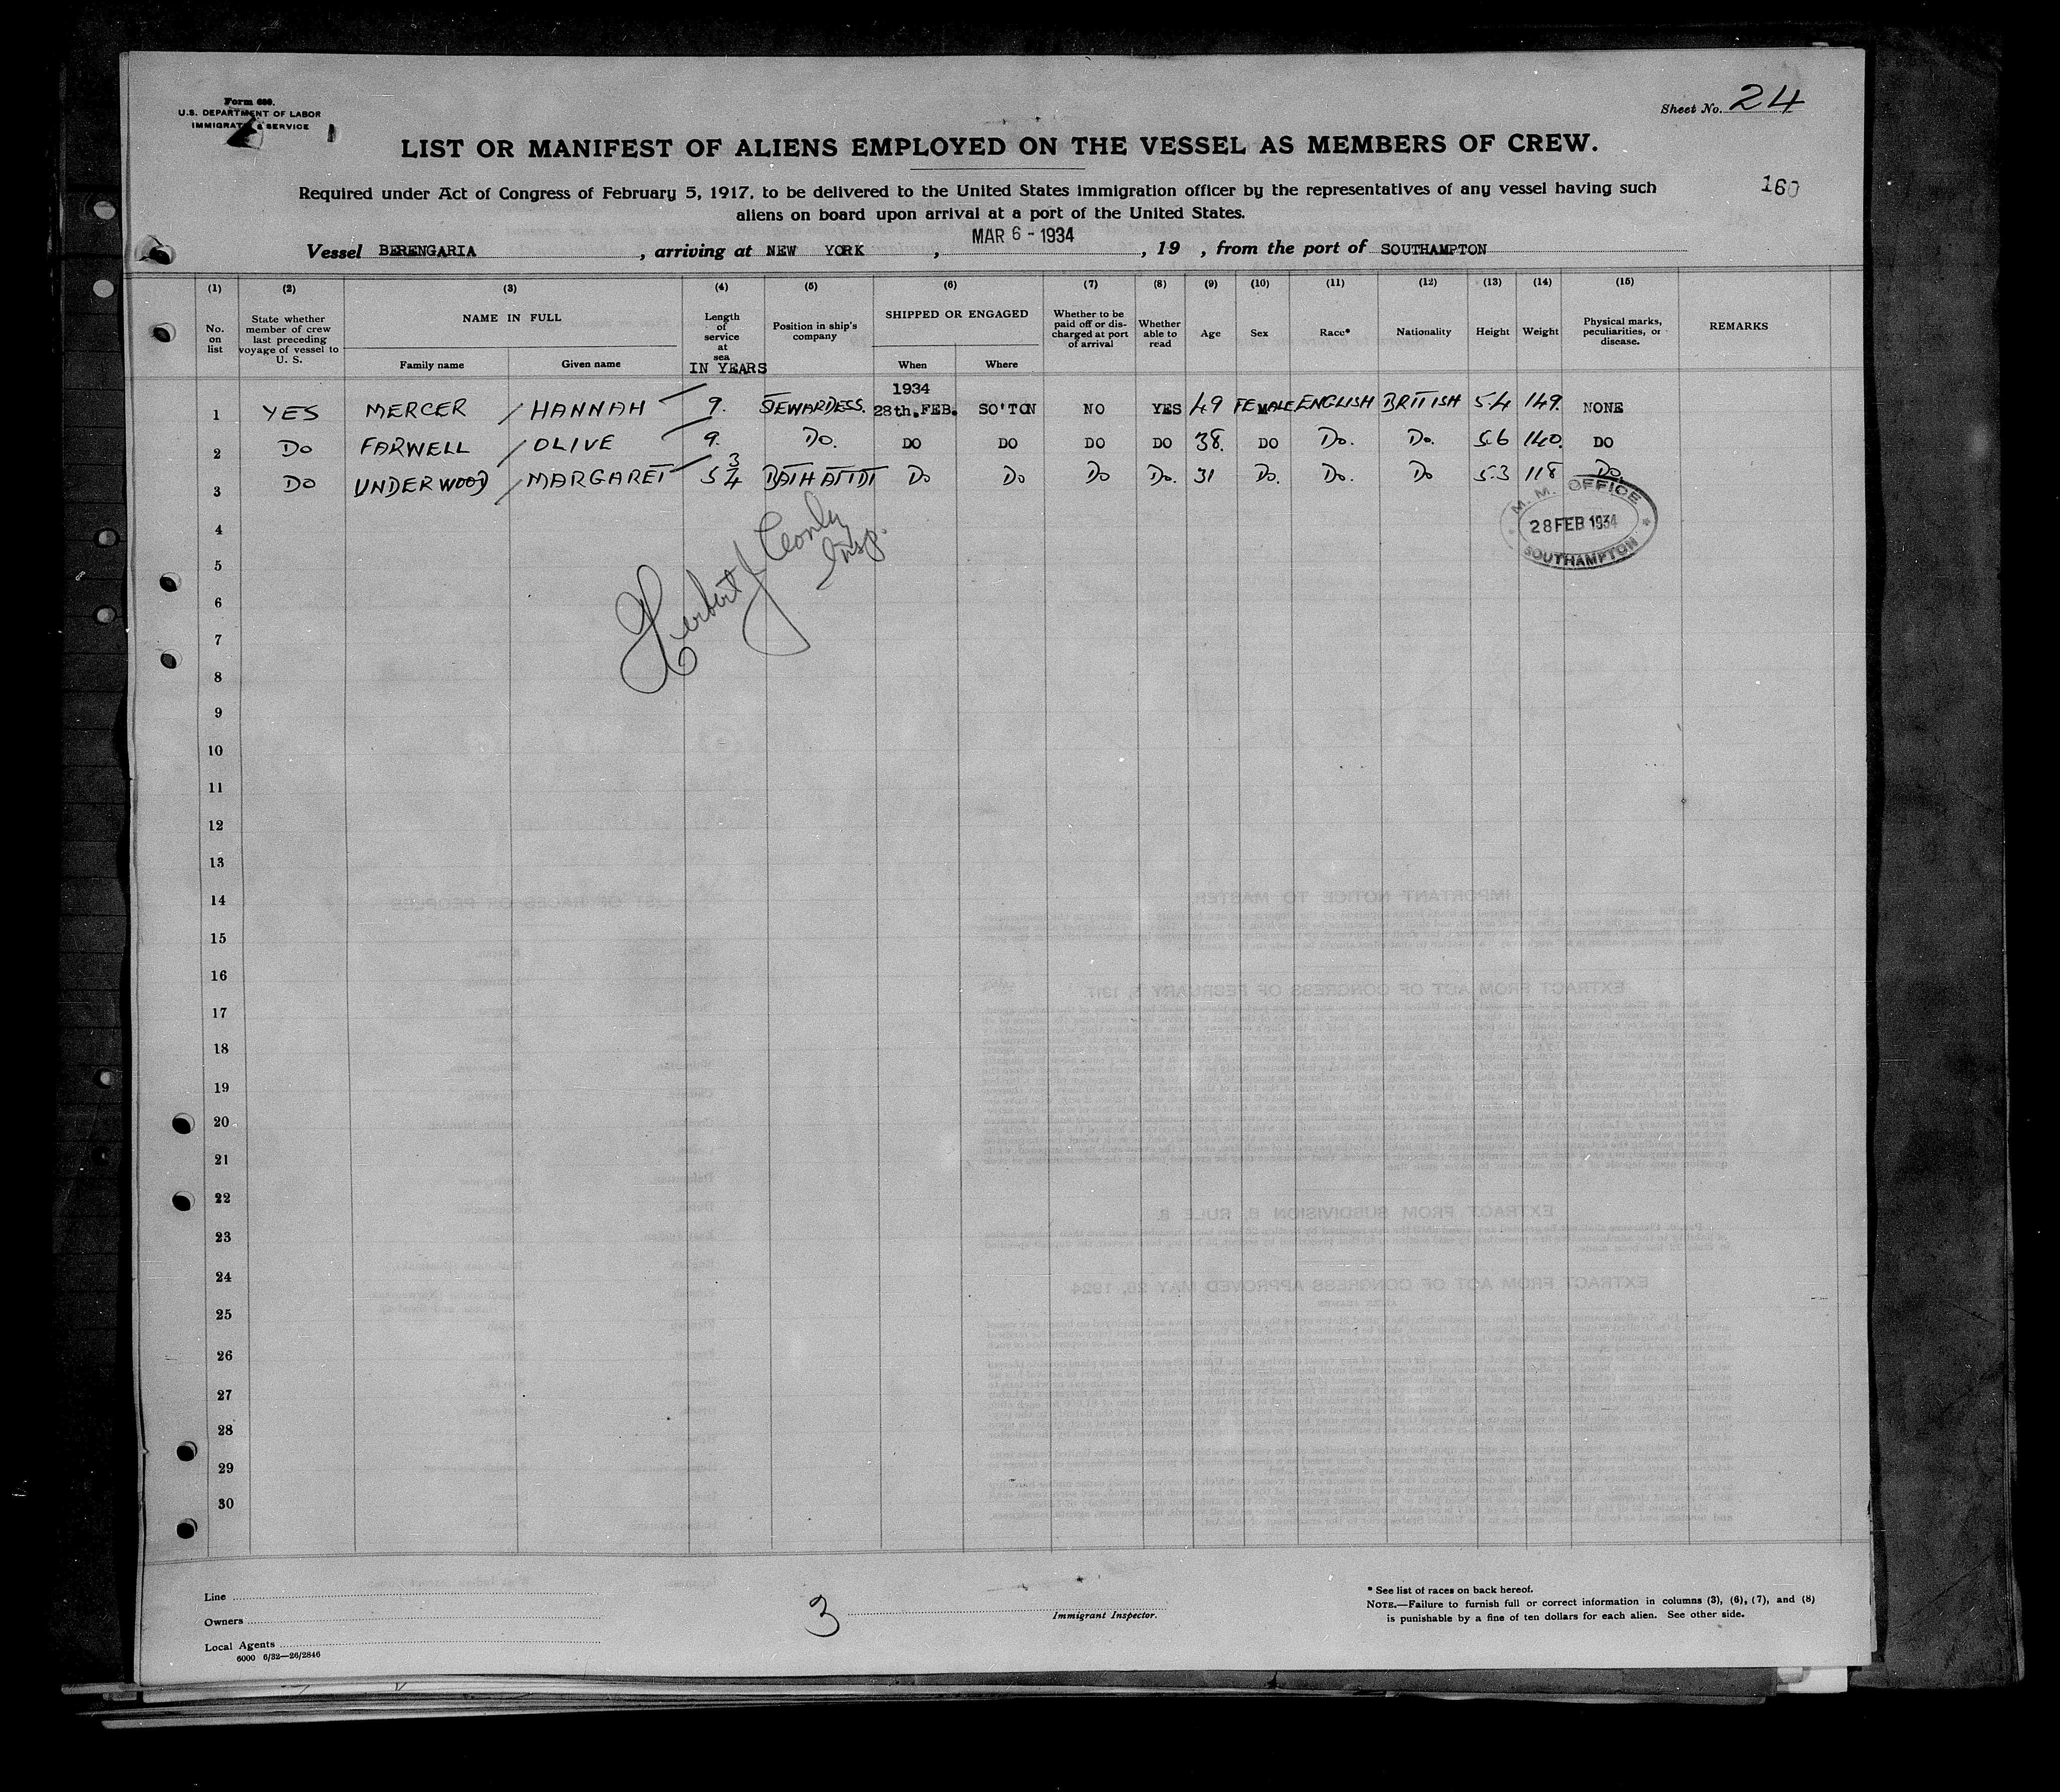 Form 689.
U.S. DEPARTMENT OF LABOR
IMMIGRATION SERVICE
Sheet No. 24
LIST OR MANIFEST OF ALIENS EMPLOYED ON THE VESSEL AS MEMBERS OF CREW.
Required under Act of Congress of February 5, 1917, to be delivered to the United States immigration officer by the representatives of any vessel having such
aliens on board upon arrival at a port of the United States.
160
Vessel BERENGARIA, arriving at NEW YORK, MAR 6 - 1934, 19 , from the port of SOUTHAMPTON
(1) (2) (3) (4) (5) (6) (7) (8) (9) (10) (11) (12) (13) (14) (15)
No. on list
State whether member of crew last preceding voyage of vessel to U. S.
NAME IN FULL
Family name
Given name
Length of service at sea
IN YEARS
Position in ship's company
SHIPPED OR ENGAGED
When
Where
Whether to be paid off or discharged at port of arrival
Whether able to read
Age
Sex
Race*
Nationality
Height
Weight
Physical marks, peculiarities, or disease.
REMARKS
1934
1 YES MERCER / HANNAH 9. STEWARDESS. 28th.FEB. SO'TON NO YES 49 FEMALE ENGLISH BRITISH 5.4 149. NONE
2 DO FARWELL / OLIVE 9. DO. DO DO DO DO 38. DO DO. DO. 5.6 140. DO
3 DO UNDERWOOD / MARGARET 5 3/4 BATH ATTDT DO DO DO DO. 31 DO. DO. DO 5.3 118 DO.
M. M. OFFICE
28 FEB 1934
SOUTHAMPTON
Herbert J
Insp.
4
5
6
7
8
9
10
11
12
13
14
15
16
17
18
19
20
21
22
23
24
25
26
27
28
29
30
Line
Owners
Local Agents
6000 6/32—26/2846
3
Immigrant Inspector.
* See list of races on back hereof.
NOTE.—Failure to furnish full or correct information in columns (3), (6), (7), and (8)
is punishable by a fine of ten dollars for each alien. See other side.